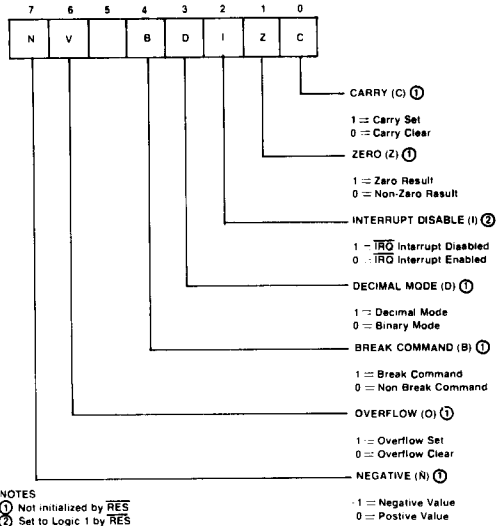 7 6 5 4 3 2 1 0
N V B D I Z C
CARRY (C) ①
1 = Carry Set
0 = Carry Clear
ZERO (Z) ①
1 = Zero Result
0 = Non-Zero Result
INTERRUPT DISABLE (I) ②
1 = IRQ Interrupt Disabled
0 = IRQ Interrupt Enabled
DECIMAL MODE (D) ①
1 = Decimal Mode
0 = Binary Mode
BREAK COMMAND (B) ①
1 = Break Command
0 = Non Break Command
OVERFLOW (O) ①
1 = Overflow Set
0 = Overflow Clear
NEGATIVE (N) ①
1 = Negative Value
0 = Postive Value
NOTES
① Not initialized by RES
② Set to Logic 1 by RES